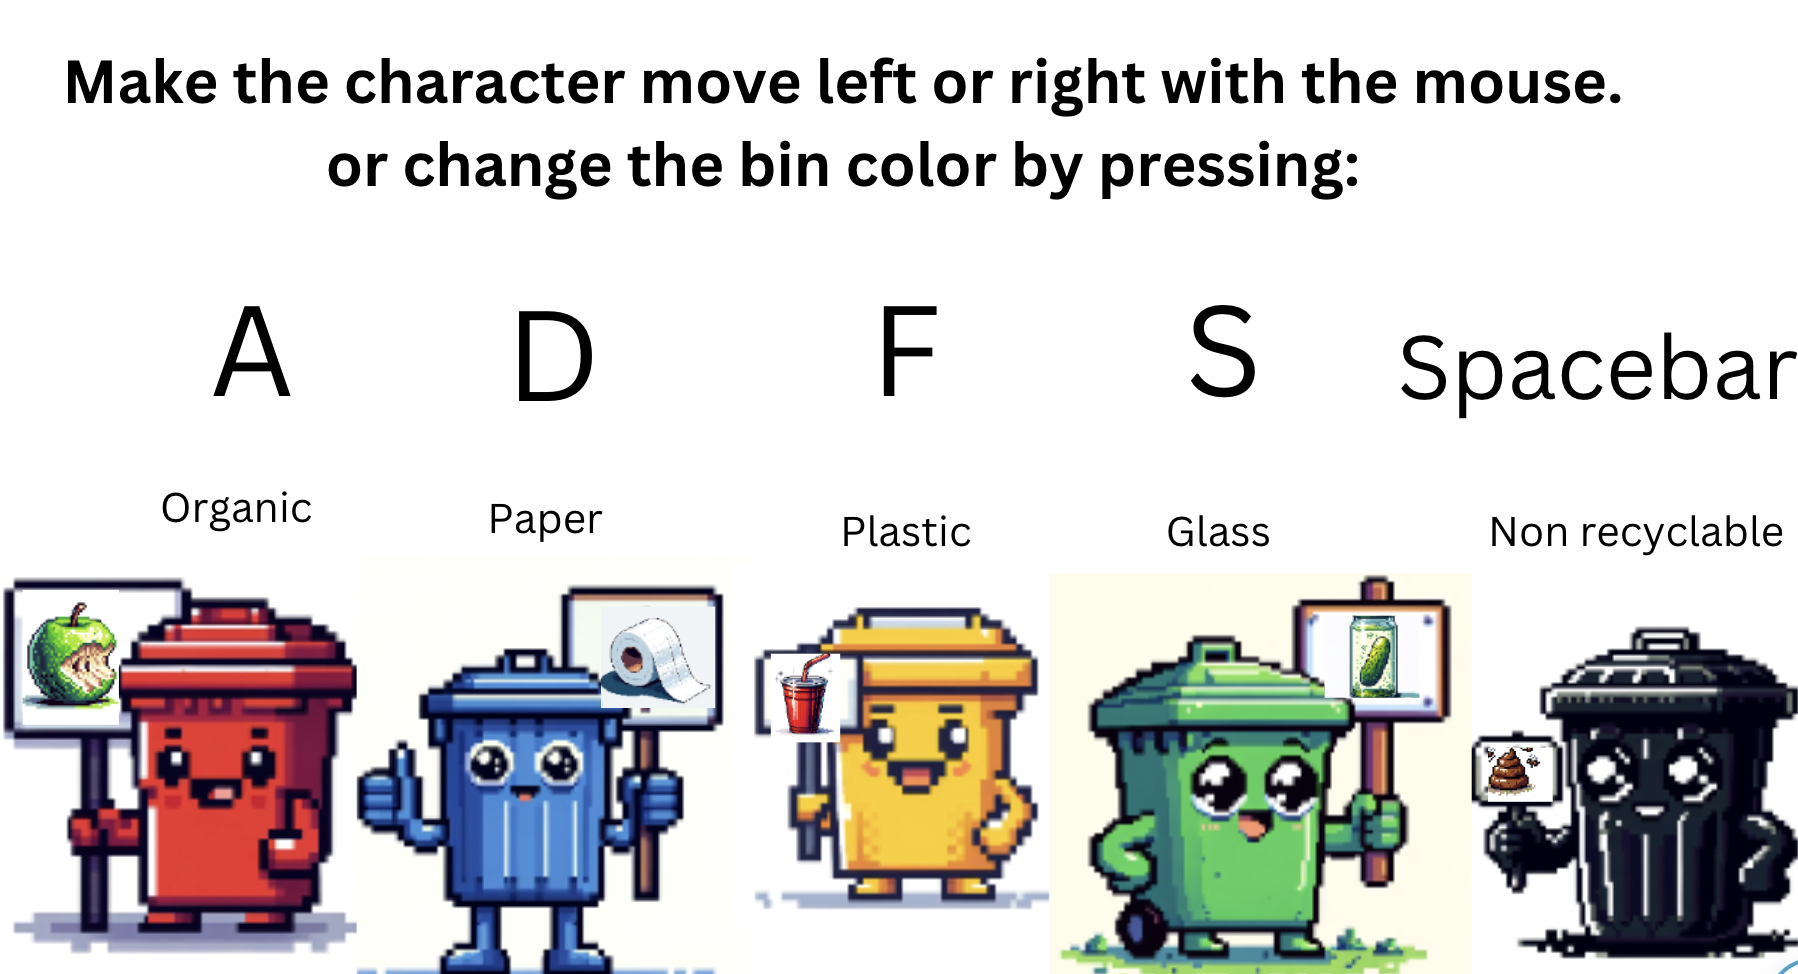 Make the character move left or right with the mouse.
or change the bin color by pressing:
A D F S Spacebar
Organic Paper Plastic Glass Non recyclable